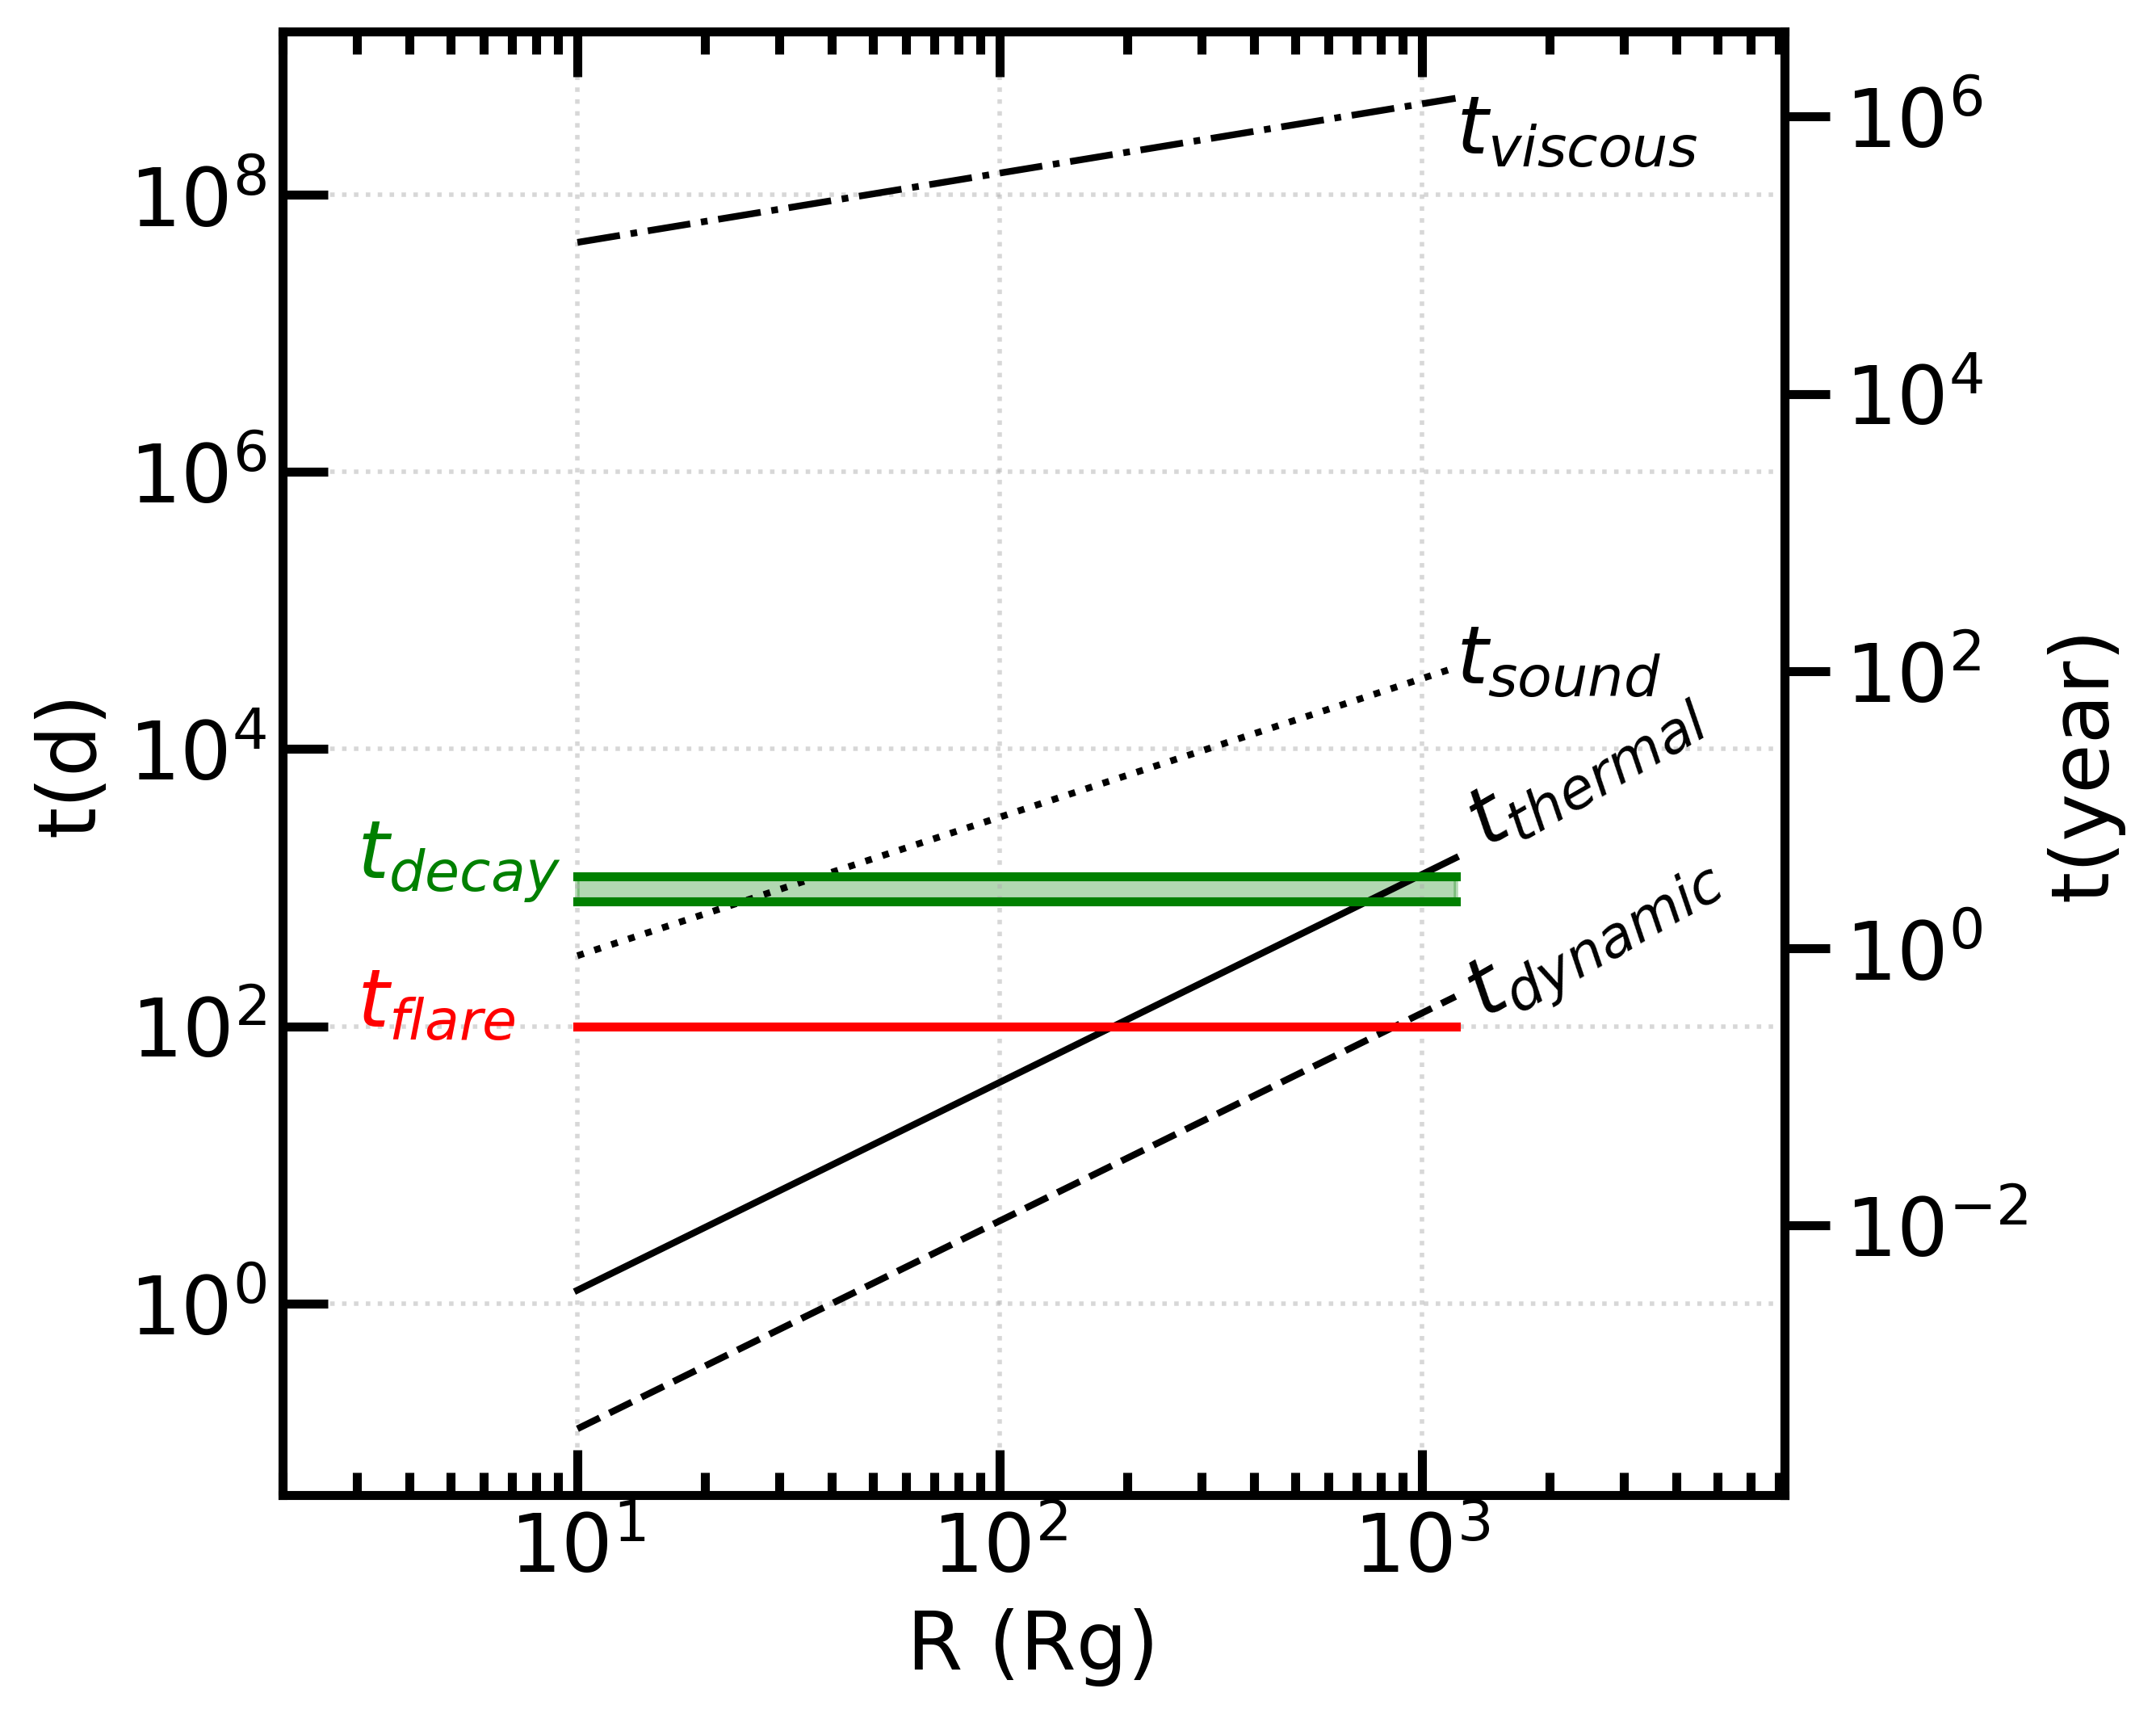 t_viscous
10^8
10^6
10^6
10^4
t_sound
10^2
t_thermal
10^4
t(d)
t(year)
t_decay
t_dynamic
10^0
t_flare
10^2
10^-2
10^0
10^1
10^2
10^3
R (Rg)